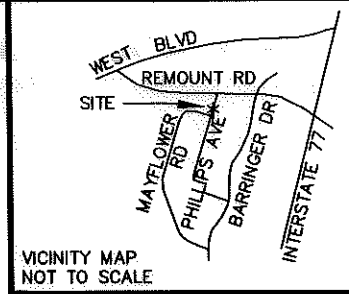 WEST BLVD
REMOUNT RD
SITE
MAYFLOWER RD
PHILLIPS AVE
BARRINGER DR
INTERSTATE 77
VICINITY MAP
NOT TO SCALE